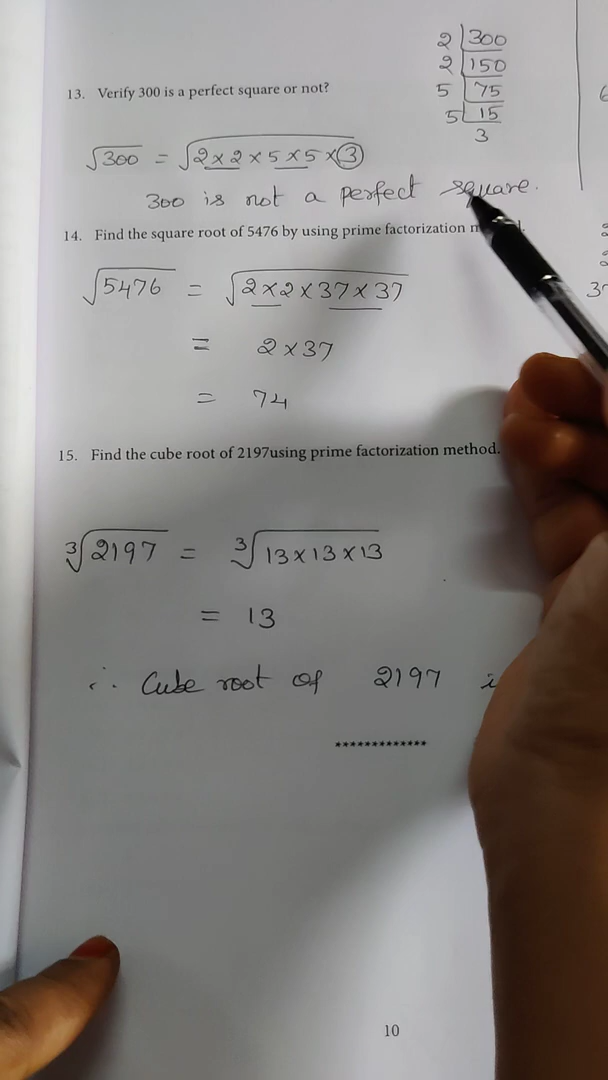 2 300
2 150
5 75
5 15
3
13. Verify 300 is a perfect square or not?
√300 = √2×2×5×5×3
300 is not a perfect square.
14. Find the square root of 5476 by using prime factorization
√5476 = √2×2×37×37
= 2×37
= 74
15. Find the cube root of 2197using prime factorization method.
∛2197 = ∛13×13×13
= 13
∴ Cube root of 2197
*************
10